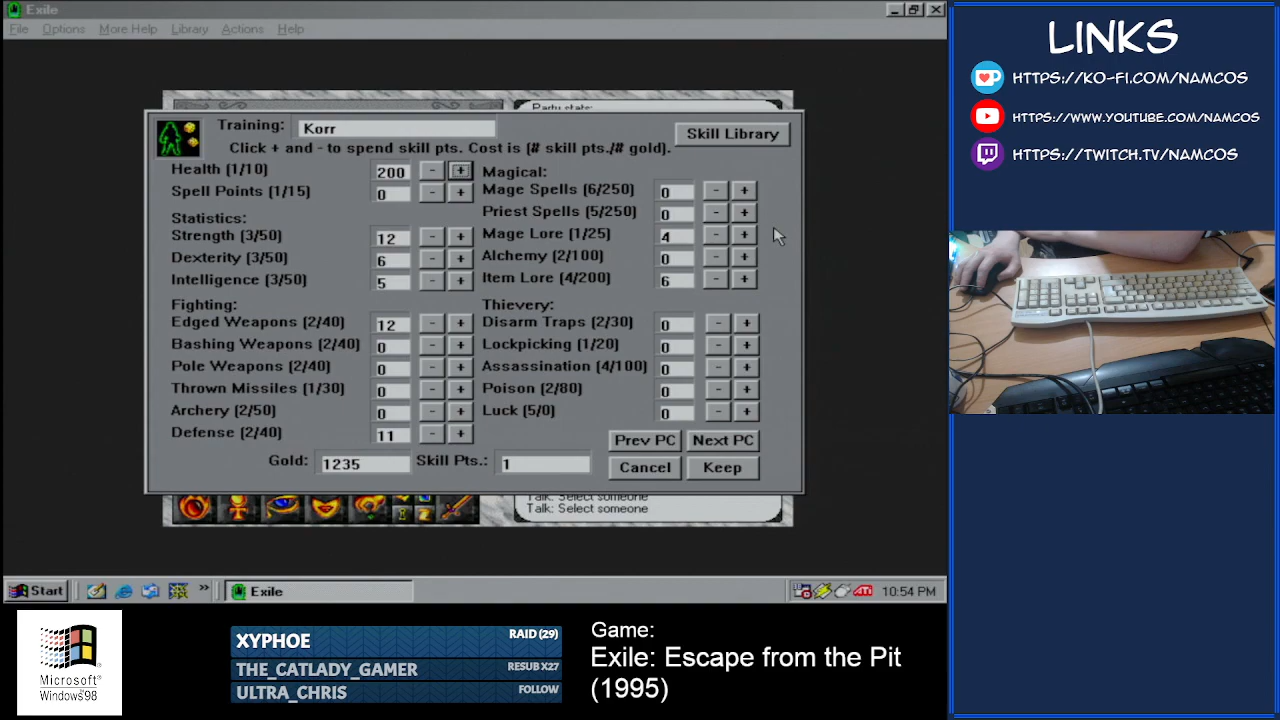 Exile
File Options More Help Library Actions Help
Party stats:
Training: Korr
Skill Library
Click + and - to spend skill pts. Cost is (# skill pts./# gold).
Health (1/10) 200 - +
Spell Points (1/15) 0 - +
Statistics:
Strength (3/50) 12 - +
Dexterity (3/50) 6 - +
Intelligence (3/50) 5 - +
Fighting:
Edged Weapons (2/40) 12 - +
Bashing Weapons (2/40) 0 - +
Pole Weapons (2/40) 0 - +
Thrown Missiles (1/30) 0 - +
Archery (2/50) 0 - +
Defense (2/40) 11 - +
Magical:
Mage Spells (6/250) 0 - +
Priest Spells (5/250) 0 - +
Mage Lore (1/25) 4 - +
Alchemy (2/100) 0 - +
Item Lore (4/200) 6 - +
Thievery:
Disarm Traps (2/30) 0 - +
Lockpicking (1/20) 0 - +
Assassination (4/100) 0 - +
Poison (2/80) 0 - +
Luck (5/0) 0 - +
Prev PC Next PC
Gold: 1235 Skill Pts.: 1
Cancel Keep
Talk: Select someone
Talk: Select someone
Start
»
Exile
ATI
10:54 PM
LINKS
HTTPS://KO-FI.COM/NAMCOS
HTTPS://WWW.YOUTUBE.COM/NAMCOS
HTTPS://TWITCH.TV/NAMCOS
Microsoft
Windows98
XYPHOE RAID (29)
THE_CATLADY_GAMER RESUB X27
ULTRA_CHRIS FOLLOW
Game:
Exile: Escape from the Pit
(1995)